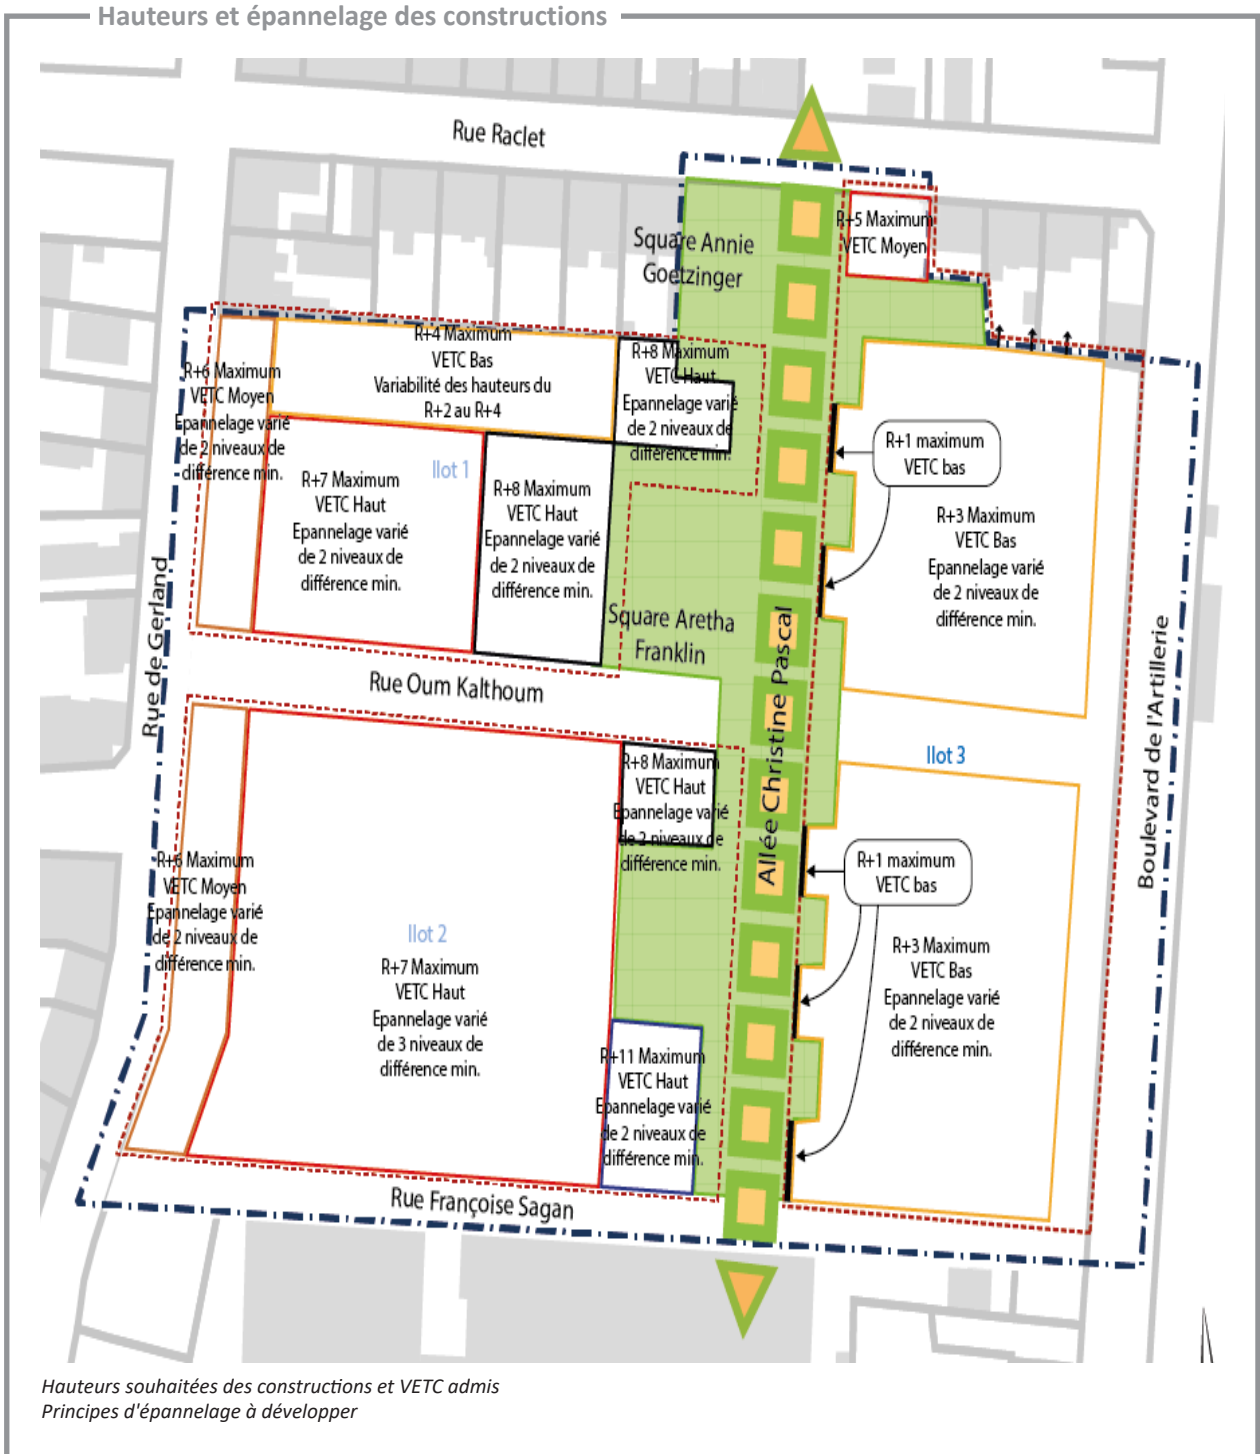 Hauteurs et épannelage des constructions
Rue Raclet
Square Annie
Goetzinger
R+5 Maximum
VETC Moyen
R+6 Maximum
VETC Moyen
Epannelage varié
de 2 niveaux de
différence min.
R+4 Maximum
VETC Bas
Variabilité des hauteurs du
R+2 au R+4
R+8 Maximum
VETC Haut
Epannelage varié
de 2 niveaux de
différence min.
Ilot 1
R+7 Maximum
VETC Haut
Epannelage varié
de 2 niveaux de
différence min.
R+8 Maximum
VETC Haut
Epannelage varié
de 2 niveaux de
différence min.
R+1 maximum
VETC bas
R+3 Maximum
VETC Bas
Epannelage varié
de 2 niveaux de
différence min.
Square Aretha
Franklin
Rue de Gerland
Rue Oum Kalthoum
Allée Christine Pascal
Boulevard de l'Artillerie
Ilot 3
R+8 Maximum
VETC Haut
Epannelage varié
de 2 niveaux de
différence min.
R+6 Maximum
VETC Moyen
Epannelage varié
de 2 niveaux de
différence min.
Ilot 2
R+7 Maximum
VETC Haut
Epannelage varié
de 3 niveaux de
différence min.
R+1 maximum
VETC bas
R+3 Maximum
VETC Bas
Epannelage varié
de 2 niveaux de
différence min.
R+11 Maximum
VETC Haut
Epannelage varié
de 2 niveaux de
différence min.
Rue Françoise Sagan
Hauteurs souhaitées des constructions et VETC admis
Principes d'épannelage à développer